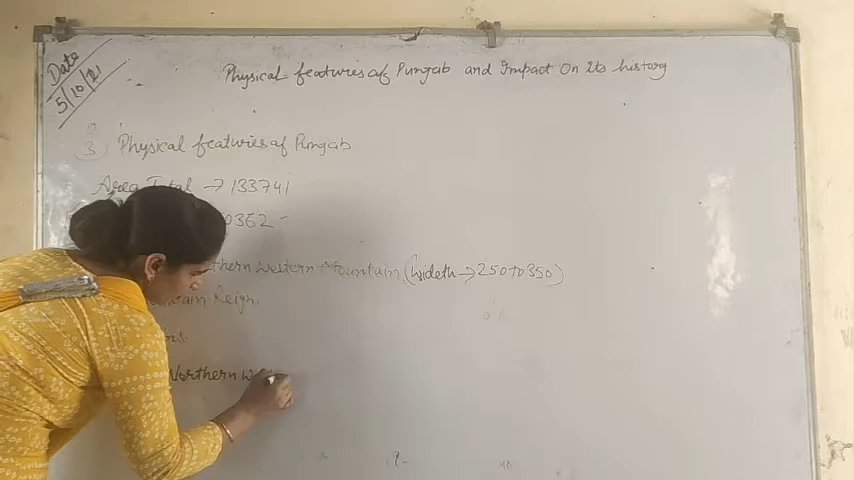 Date
5/10/21
Physical features of Punjab and Impact On Its history
3 Physical features of Punjab
Area Total → 133741
0362
thern Western Mountain (Wideth → 250 to 350)
Reign.
Northern W